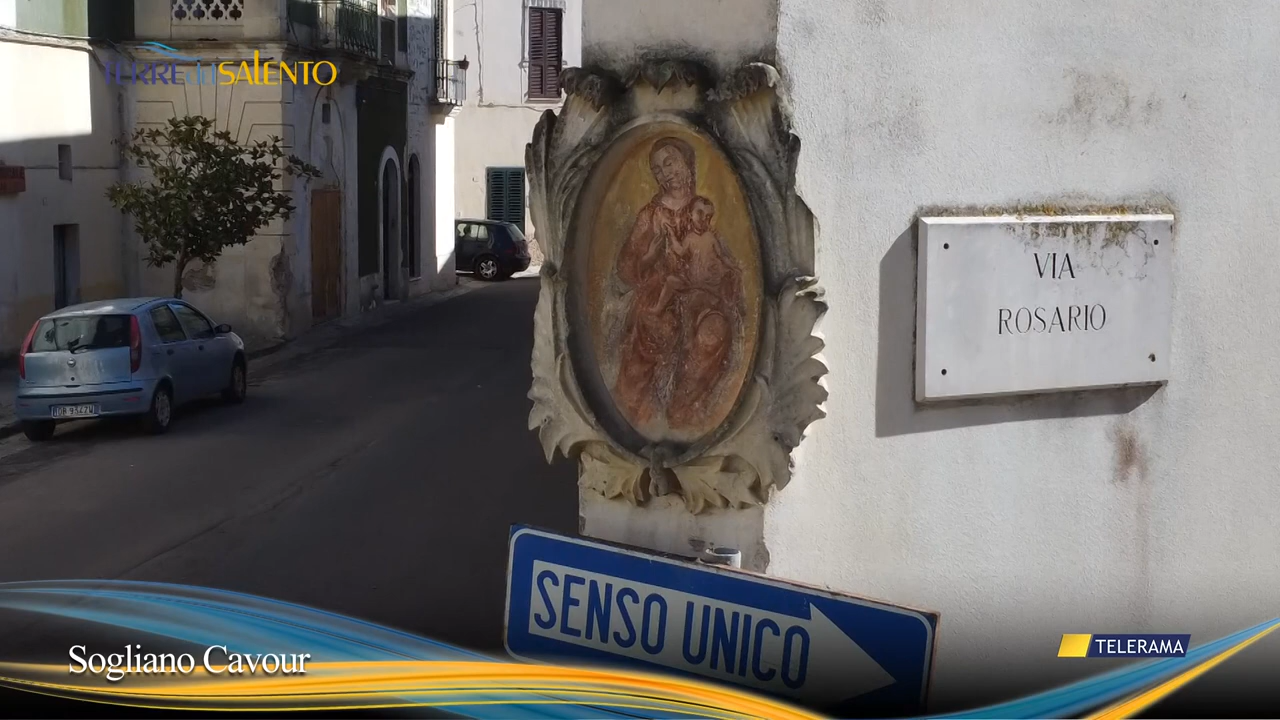 TERRE del SALENTO
VIA
ROSARIO
SENSO UNICO
Sogliano Cavour
TELERAMA